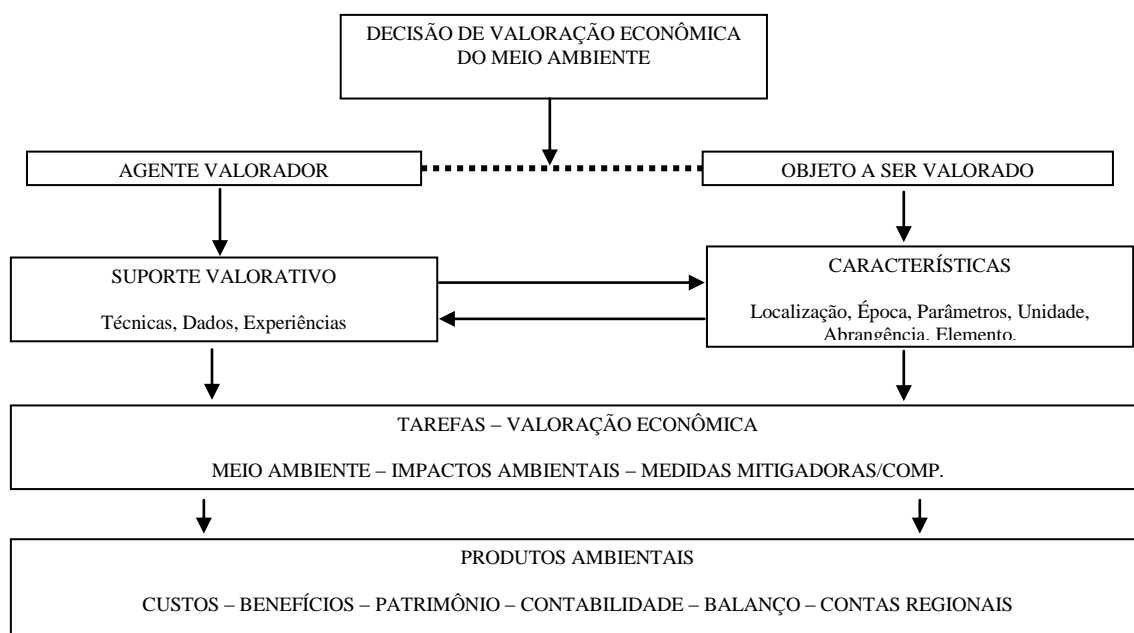 DECISÃO DE VALORAÇÃO ECONÔMICA
DO MEIO AMBIENTE
AGENTE VALORADOR
OBJETO A SER VALORADO
SUPORTE VALORATIVO
Técnicas, Dados, Experiências
CARACTERÍSTICAS
Localização, Época, Parâmetros, Unidade,
Abrangência, Elemento.
TAREFAS – VALORAÇÃO ECONÔMICA
MEIO AMBIENTE – IMPACTOS AMBIENTAIS – MEDIDAS MITIGADORAS/COMP.
PRODUTOS AMBIENTAIS
CUSTOS – BENEFÍCIOS – PATRIMÔNIO – CONTABILIDADE – BALANÇO – CONTAS REGIONAIS